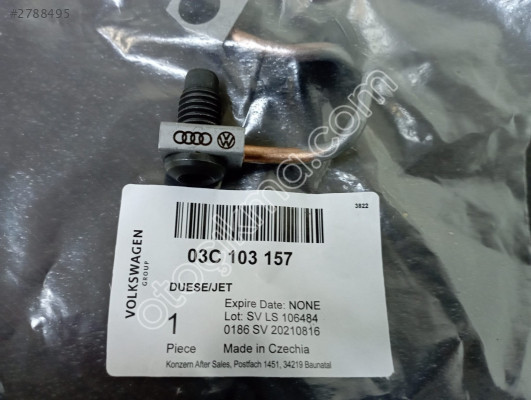 #2788495
otocikma.com
3822
VOLKSWAGEN
GROUP
03C 103 157
DUESE/JET
Expire Date: NONE
Lot: SV LS 106484
0186 SV 20210816
1
Piece
Made in Czechia
Konzern After Sales, Postfach 1451, 34219 Baunatal